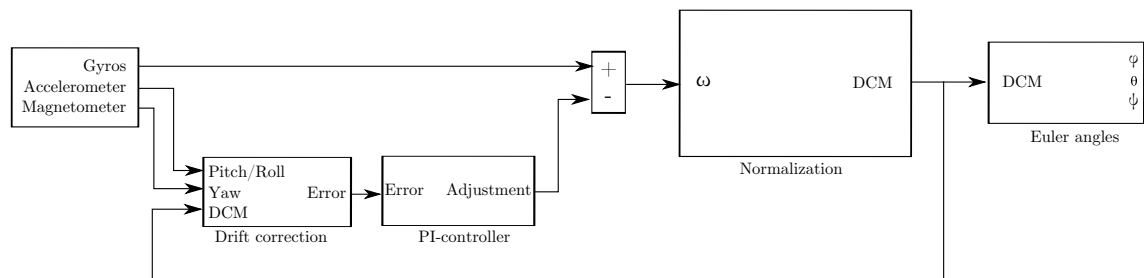 Gyros
Accelerometer
Magnetometer
+
-
ω
DCM
Normalization
DCM
φ
θ
ψ
Euler angles
Pitch/Roll
Yaw
DCM
Error
Drift correction
Error
Adjustment
PI-controller